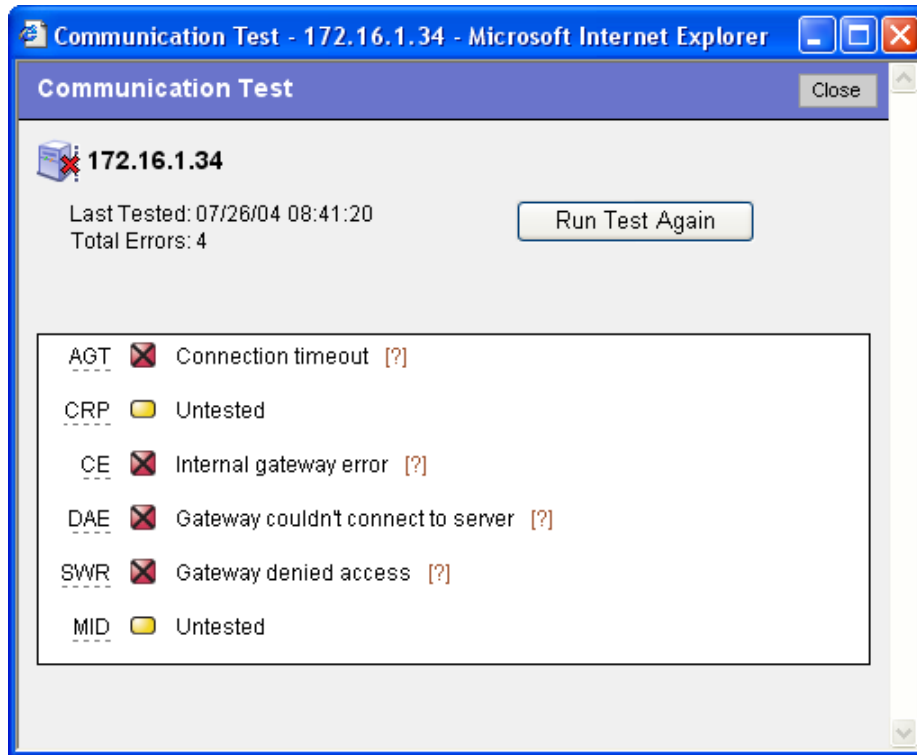 Communication Test - 172.16.1.34 - Microsoft Internet Explorer
Communication Test
Close
172.16.1.34
Last Tested: 07/26/04 08:41:20
Run Test Again
Total Errors: 4
AGT Connection timeout [?]
CRP Untested
CE Internal gateway error [?]
DAE Gateway couldn't connect to server [?]
SWR Gateway denied access [?]
MID Untested